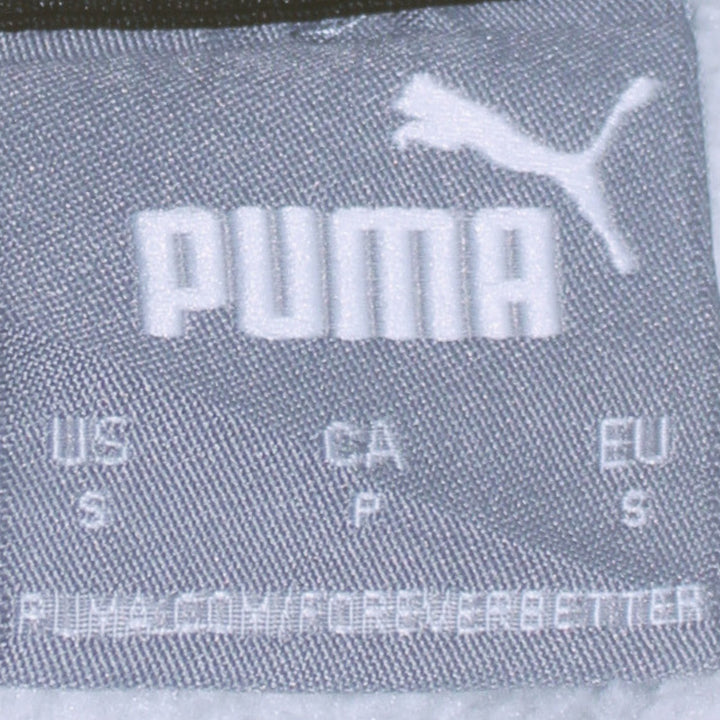 PUMA
US CA EU
S P S
PUMA.COM/FOREVERBETTER